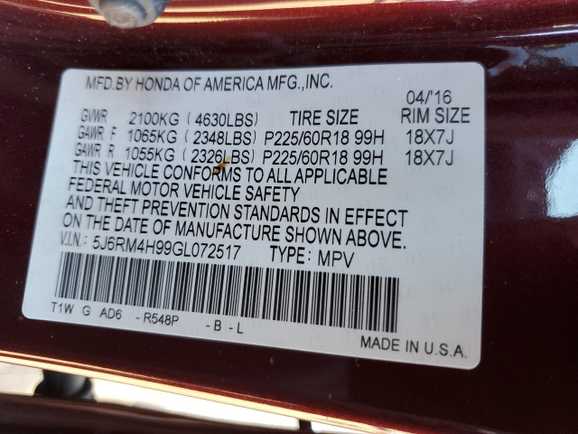 MFD.BY HONDA OF AMERICA MFG.,INC.
04/'16
GVWR 2100KG ( 4630LBS) TIRE SIZE RIM SIZE
GAWR F 1065KG ( 2348LBS) P225/60R18 99H 18X7J
GAWR R 1055KG ( 2326LBS) P225/60R18 99H 18X7J
THIS VEHICLE CONFORMS TO ALL APPLICABLE
FEDERAL MOTOR VEHICLE SAFETY
AND THEFT PREVENTION STANDARDS IN EFFECT
ON THE DATE OF MANUFACTURE SHOWN ABOVE.
V.I.N.: 5J6RM4H99GL072517 TYPE: MPV
T1W G AD6 - R548P - B - L
MADE IN U.S.A.